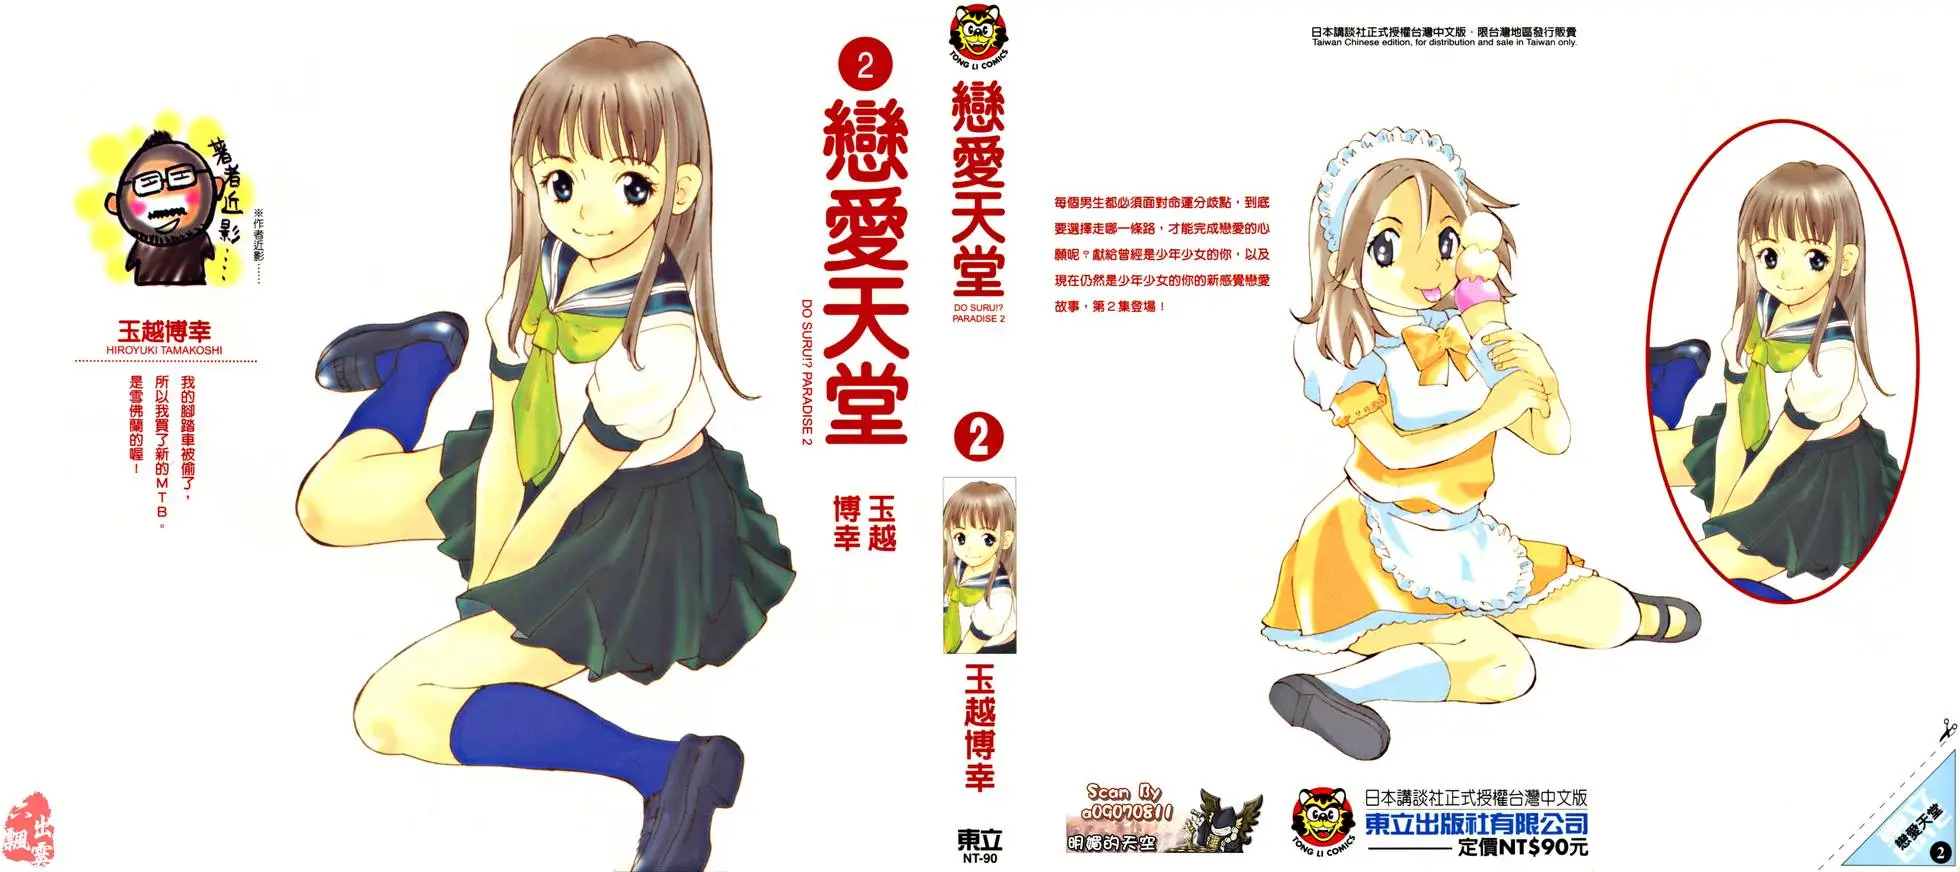 著者近影‥‥
※作者近影‥‥‥
玉越博幸
HIROYUKI TAMAKOSHI
我的腳踏車被偷了，
所以我買了新的MTB。
是雪佛蘭的喔！
2
戀愛天堂
DO SURU!? PARADISE 2
玉越
博幸
TONG LI COMICS
戀愛天堂
DO SURU!?
PARADISE 2
2
玉越博幸
東立
NT-90
日本講談社正式授權台灣中文版．限台灣地區發行販賣
Taiwan Chinese edition, for distribution and sale in Taiwan only.
每個男生都必須面對命運分歧點，到底
要選擇走哪一條路，才能完成戀愛的心
願呢？獻給曾經是少年少女的你，以及
現在仍然是少年少女的你的新感覺戀愛
故事，第２集登場！
Scan By
a09070811
明媚的天空
TONG LI COMICS
日本講談社正式授權台灣中文版
東立出版社有限公司
定價NT$90元
戀愛天堂
2